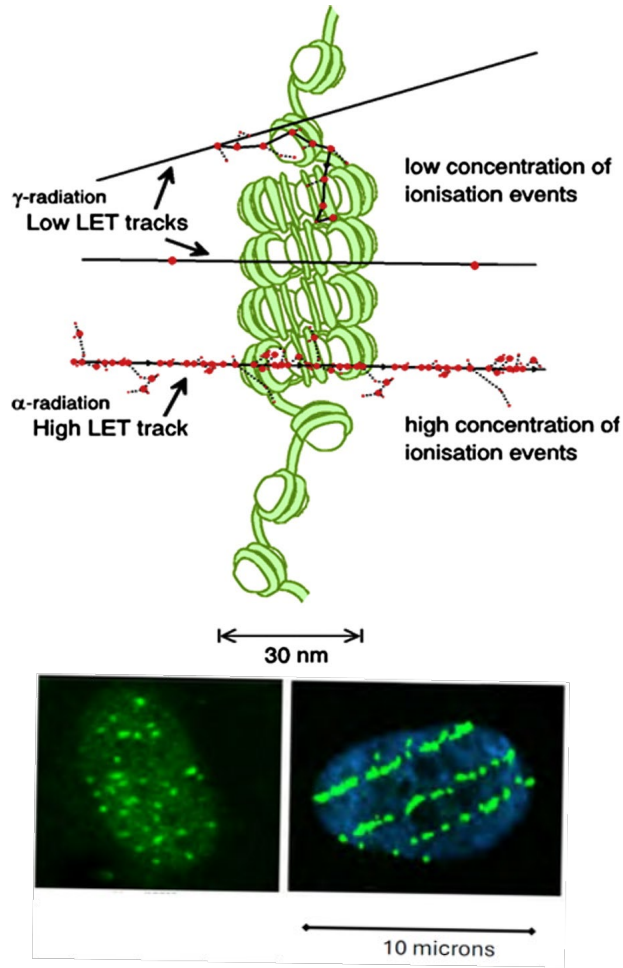 low concentration of
ionisation events
γ-radiation
Low LET tracks
α-radiation
High LET track
high concentration of
ionisation events
30 nm
10 microns